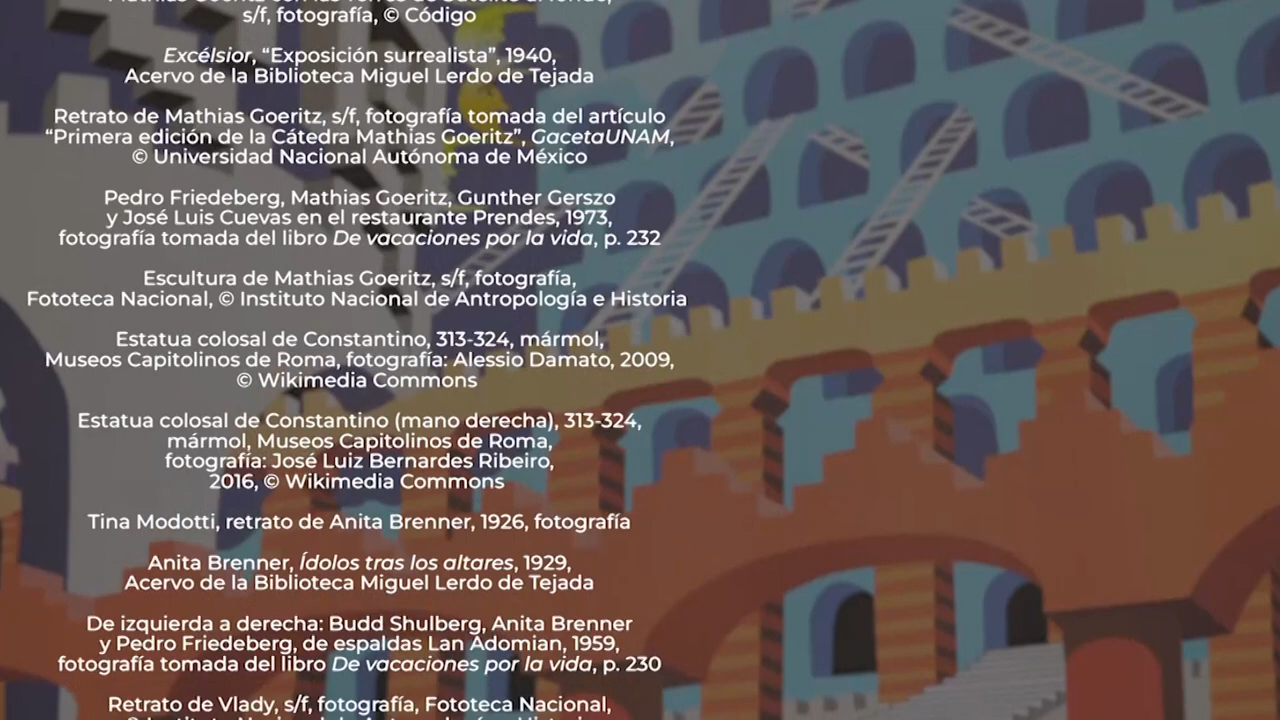 s/f, fotografía, © Código
Excélsior, “Exposición surrealista”, 1940,
Acervo de la Biblioteca Miguel Lerdo de Tejada
Retrato de Mathias Goeritz, s/f, fotografía tomada del artículo
“Primera edición de la Cátedra Mathias Goeritz”, GacetaUNAM,
© Universidad Nacional Autónoma de México
Pedro Friedeberg, Mathias Goeritz, Gunther Gerszo
y José Luis Cuevas en el restaurante Prendes, 1973,
fotografía tomada del libro De vacaciones por la vida, p. 232
Escultura de Mathias Goeritz, s/f, fotografía,
Fototeca Nacional, © Instituto Nacional de Antropología e Historia
Estatua colosal de Constantino, 313-324, mármol,
Museos Capitolinos de Roma, fotografía: Alessio Damato, 2009,
© Wikimedia Commons
Estatua colosal de Constantino (mano derecha), 313-324,
mármol, Museos Capitolinos de Roma,
fotografía: José Luiz Bernardes Ribeiro,
2016, © Wikimedia Commons
Tina Modotti, retrato de Anita Brenner, 1926, fotografía
Anita Brenner, Ídolos tras los altares, 1929,
Acervo de la Biblioteca Miguel Lerdo de Tejada
De izquierda a derecha: Budd Shulberg, Anita Brenner
y Pedro Friedeberg, de espaldas Lan Adomian, 1959,
fotografía tomada del libro De vacaciones por la vida, p. 230
Retrato de Vlady, s/f, fotografía, Fototeca Nacional,